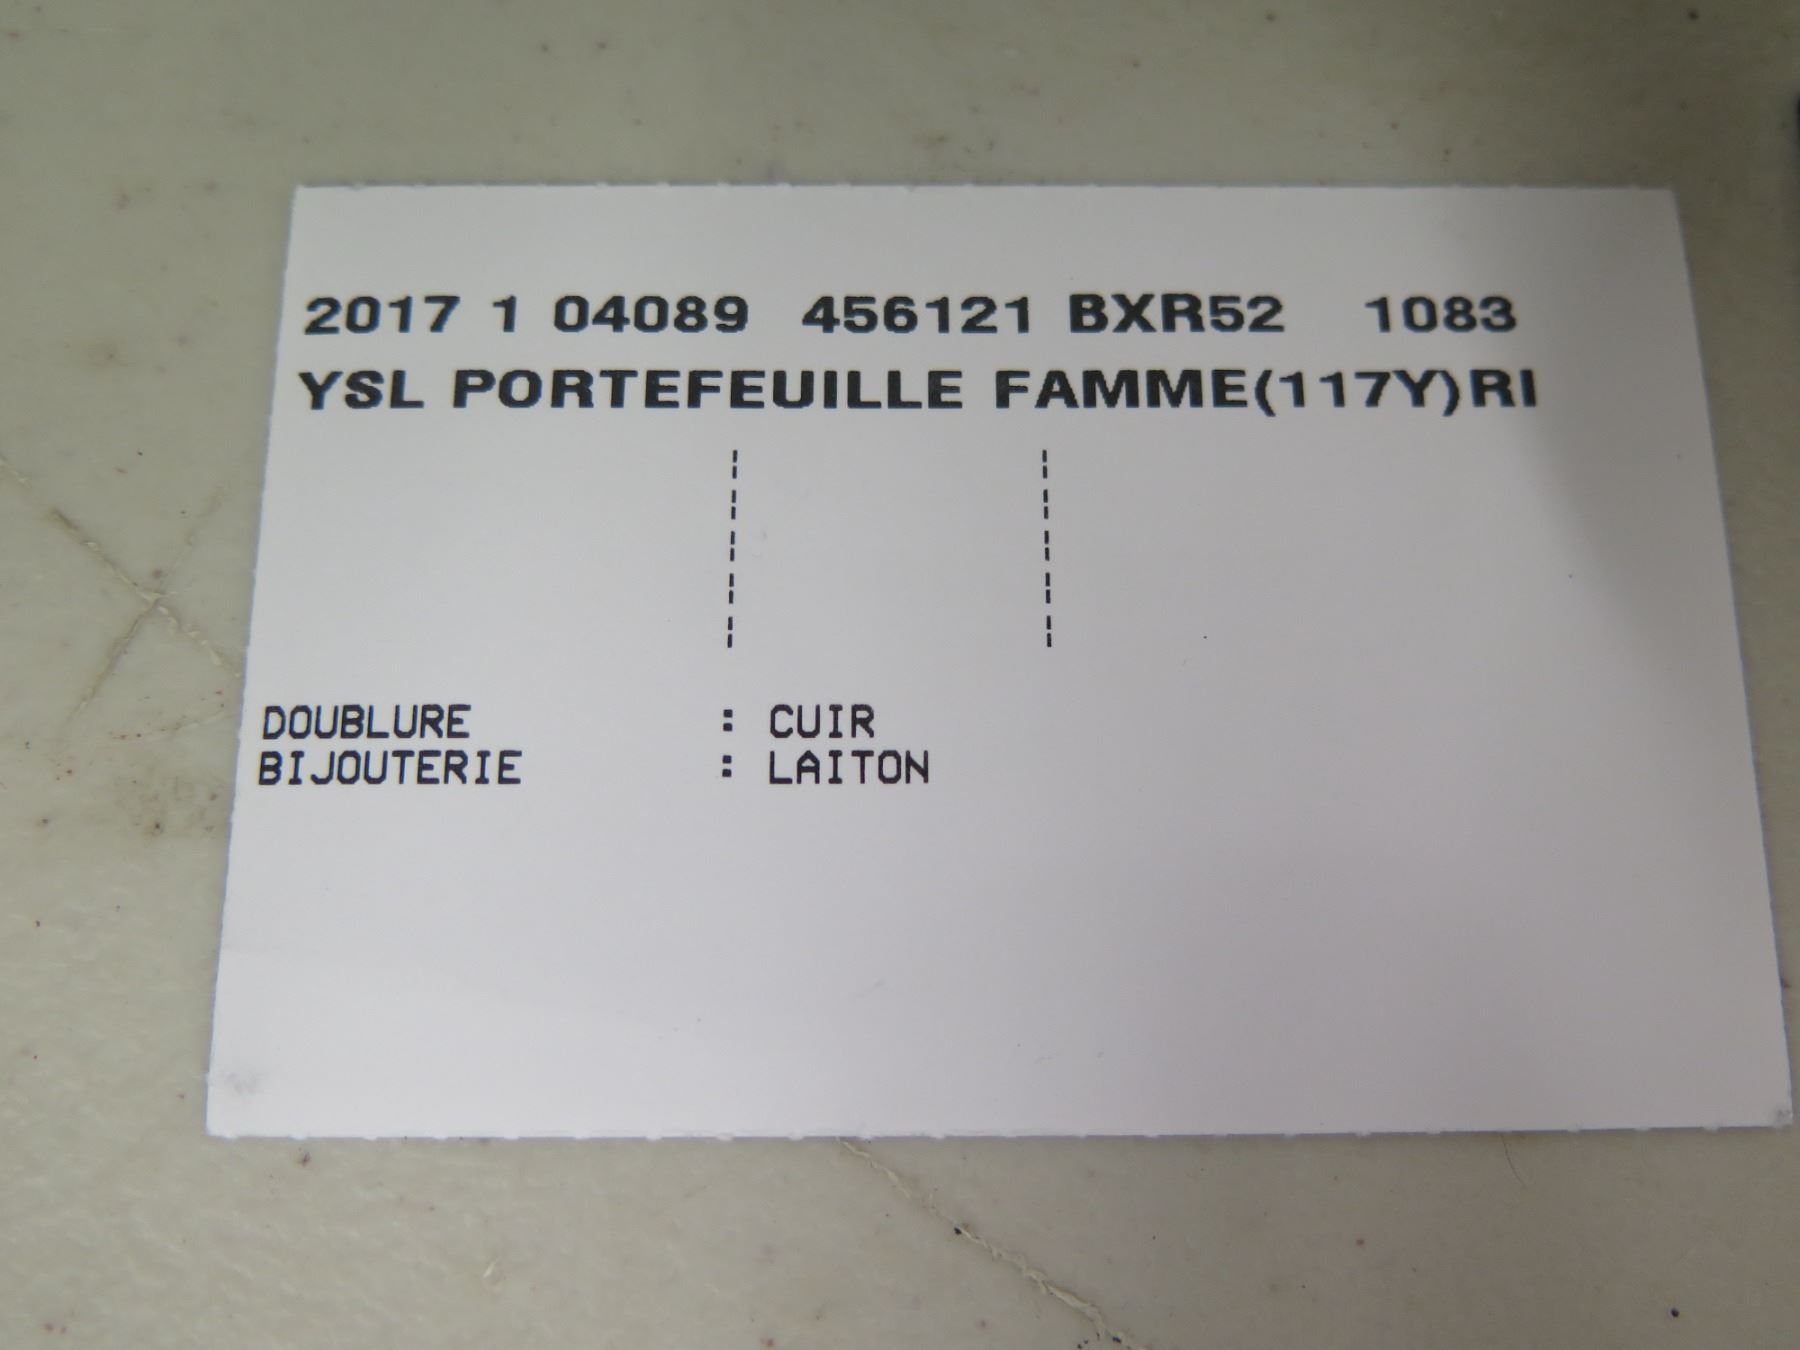 2017 1 04089 456121 BXR52 1083
YSL PORTEFEUILLE FAMME(117Y)RI
DOUBLURE : CUIR
BIJOUTERIE : LAITON